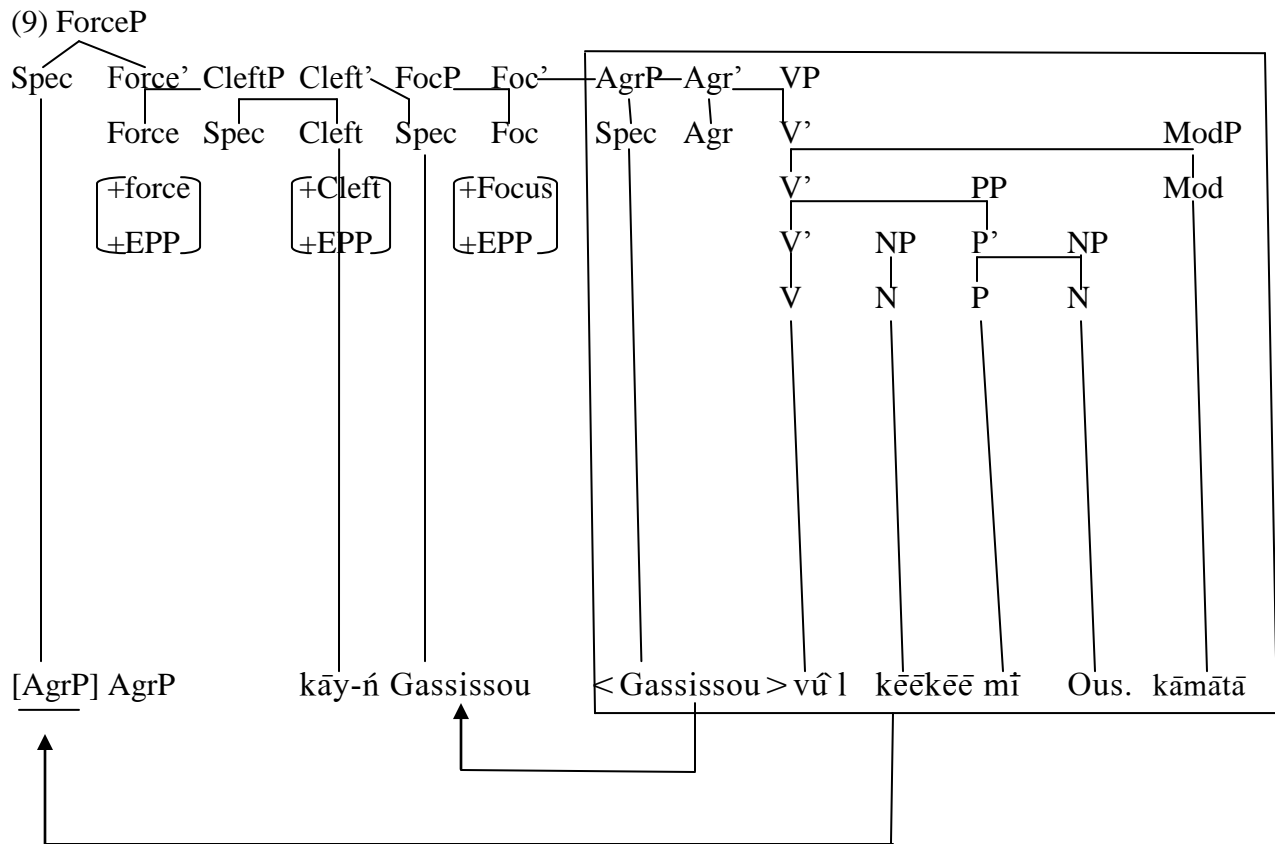 (9) ForceP
Spec Force’ CleftP Cleft’ FocP Foc’ AgrP Agr’ VP
Force Spec Cleft Spec Foc Spec Agr V’ ModP
+force +Cleft +Focus V’ PP Mod
+EPP +EPP +EPP V’ NP P’ NP
V N P N
[AgrP] AgrP kāy-ń Gassissou < Gassissou > vû l kēēkēē mī Ous. kāmātā